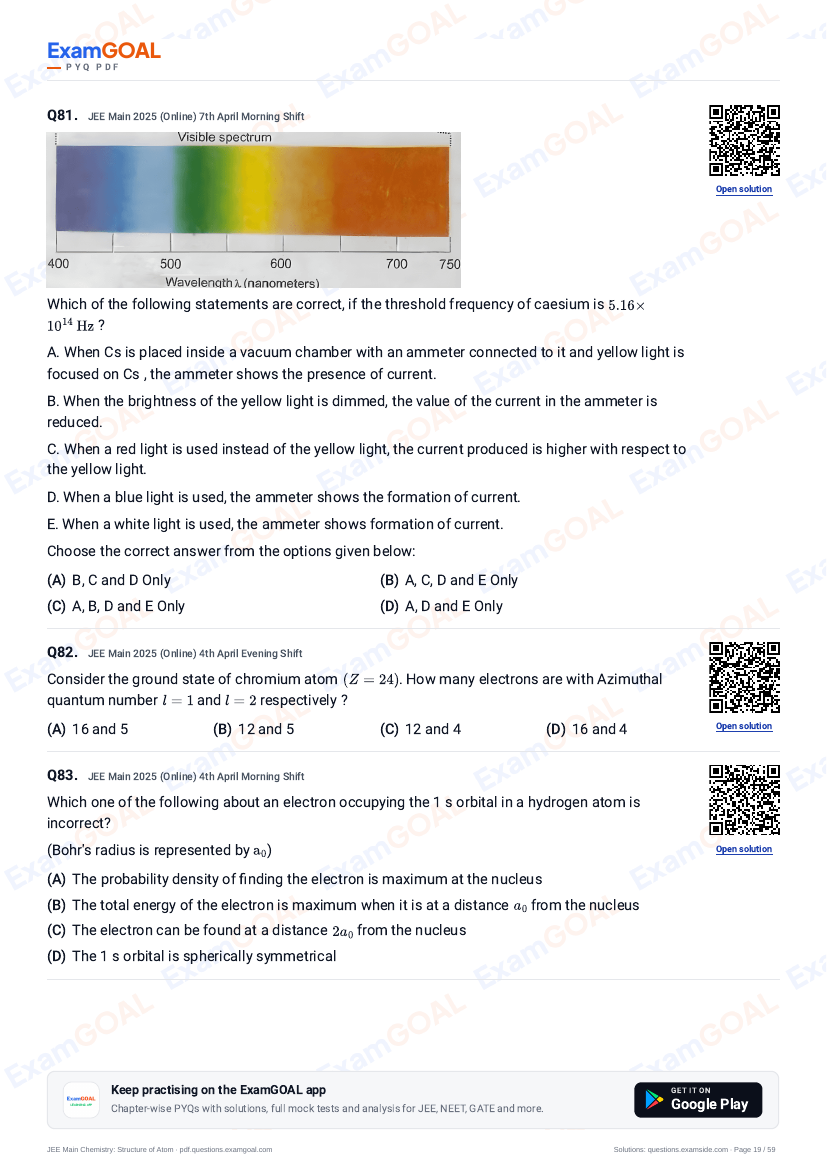 ExamGOAL
PYQ PDF
Q81. JEE Main 2025 (Online) 7th April Morning Shift
Visible spectrum
400 500 600 700 750
Wavelength λ (nanometers)
Open solution
Which of the following statements are correct, if the threshold frequency of caesium is 5.16×
10¹⁴ Hz ?
A. When Cs is placed inside a vacuum chamber with an ammeter connected to it and yellow light is
focused on Cs , the ammeter shows the presence of current.
B. When the brightness of the yellow light is dimmed, the value of the current in the ammeter is
reduced.
C. When a red light is used instead of the yellow light, the current produced is higher with respect to
the yellow light.
D. When a blue light is used, the ammeter shows the formation of current.
E. When a white light is used, the ammeter shows formation of current.
Choose the correct answer from the options given below:
(A) B, C and D Only (B) A, C, D and E Only
(C) A, B, D and E Only (D) A, D and E Only
Q82. JEE Main 2025 (Online) 4th April Evening Shift
Consider the ground state of chromium atom (Z = 24). How many electrons are with Azimuthal
quantum number l = 1 and l = 2 respectively ?
(A) 16 and 5 (B) 12 and 5 (C) 12 and 4 (D) 16 and 4
Open solution
Q83. JEE Main 2025 (Online) 4th April Morning Shift
Which one of the following about an electron occupying the 1 s orbital in a hydrogen atom is
incorrect?
(Bohr's radius is represented by a₀)
Open solution
(A) The probability density of finding the electron is maximum at the nucleus
(B) The total energy of the electron is maximum when it is at a distance a₀ from the nucleus
(C) The electron can be found at a distance 2a₀ from the nucleus
(D) The 1 s orbital is spherically symmetrical
ExamGOAL
Keep practising on the ExamGOAL app
Chapter-wise PYQs with solutions, full mock tests and analysis for JEE, NEET, GATE and more.
GET IT ON
Google Play
JEE Main Chemistry: Structure of Atom · pdf.questions.examgoal.com
Solutions: questions.examside.com · Page 19 / 59